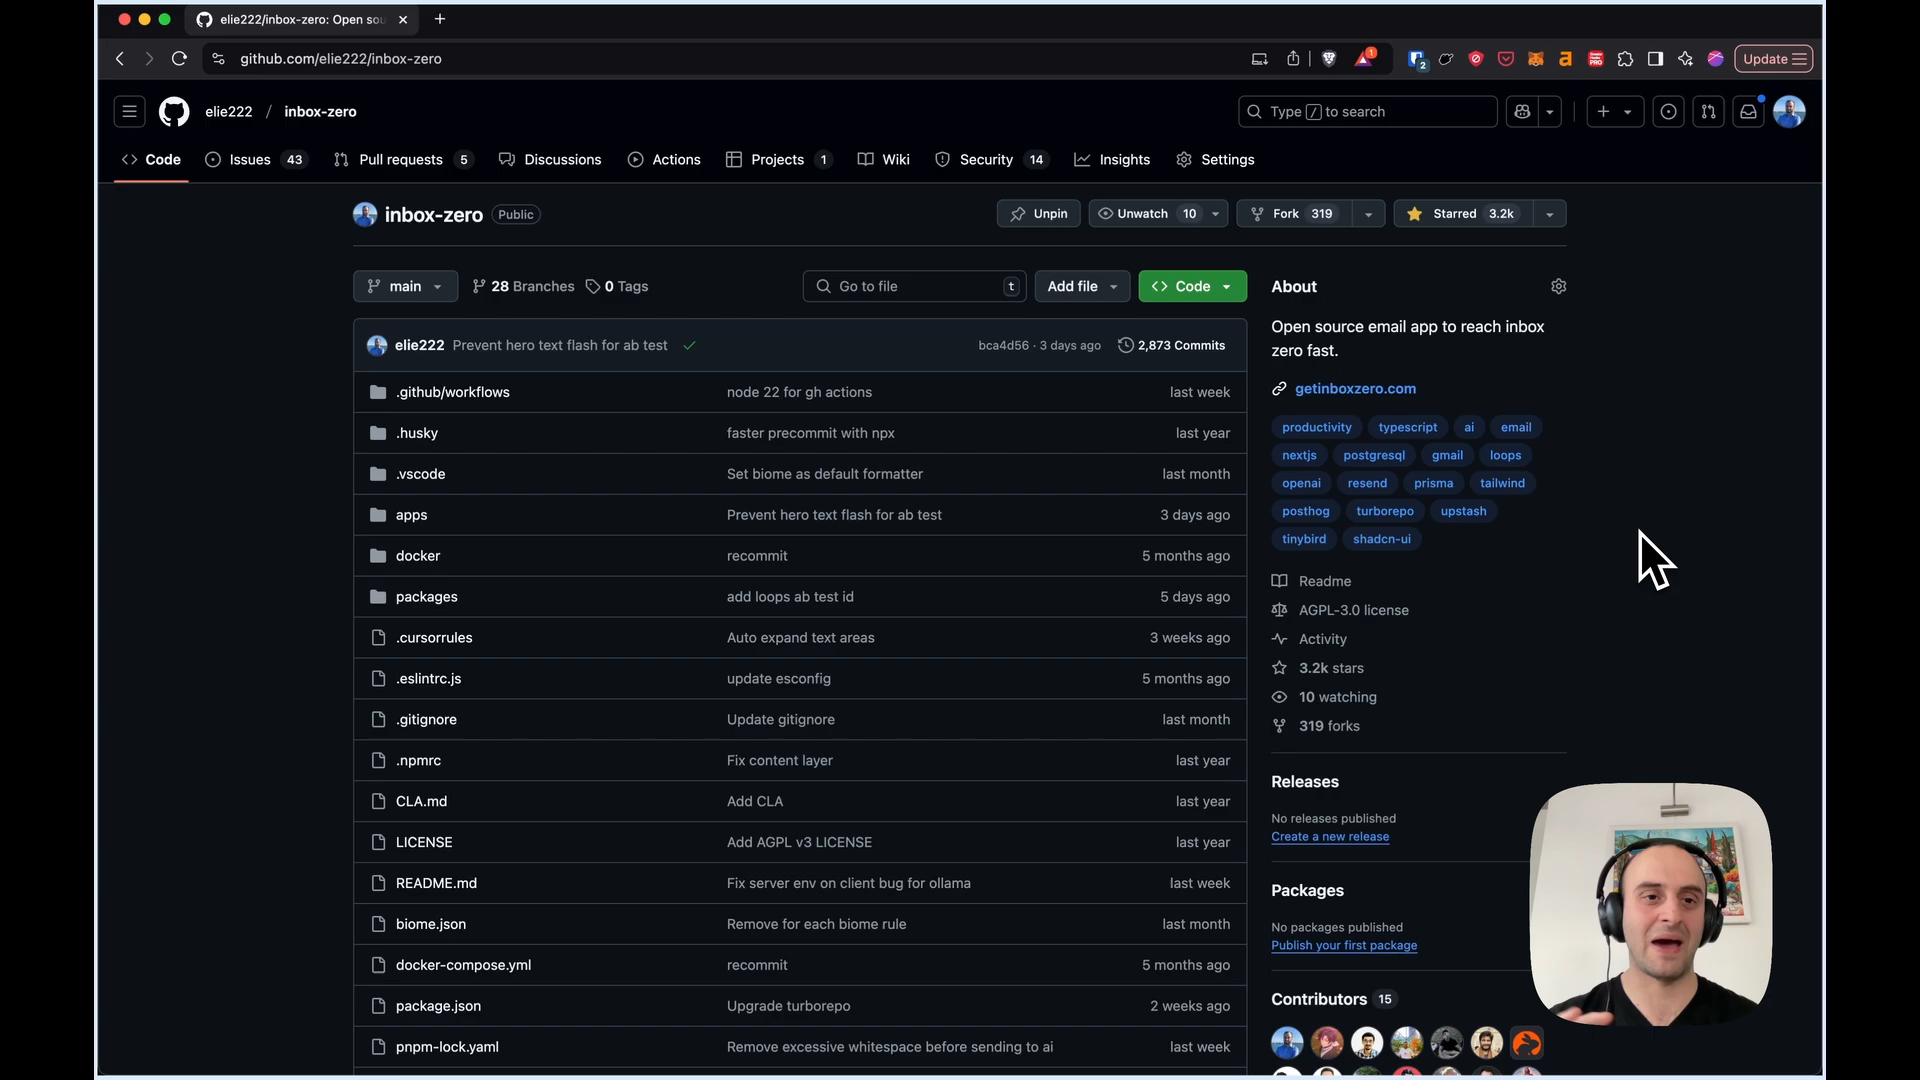 elie222/inbox-zero: Open sou
github.com/elie222/inbox-zero
1
2
Update
elie222 / inbox-zero
Type / to search
Code
Issues 43
Pull requests 5
Discussions
Actions
Projects 1
Wiki
Security 14
Insights
Settings
inbox-zero Public
Unpin
Unwatch 10
Fork 319
Starred 3.2k
main
28 Branches
0 Tags
Go to file t
Add file
Code
elie222 Prevent hero text flash for ab test bca4d56 · 3 days ago 2,873 Commits
.github/workflows node 22 for gh actions last week
.husky faster precommit with npx last year
.vscode Set biome as default formatter last month
apps Prevent hero text flash for ab test 3 days ago
docker recommit 5 months ago
packages add loops ab test id 5 days ago
.cursorrules Auto expand text areas 3 weeks ago
.eslintrc.js update esconfig 5 months ago
.gitignore Update gitignore last month
.npmrc Fix content layer last year
CLA.md Add CLA last year
LICENSE Add AGPL v3 LICENSE last year
README.md Fix server env on client bug for ollama last week
biome.json Remove for each biome rule last month
docker-compose.yml recommit 5 months ago
package.json Upgrade turborepo 2 weeks ago
pnpm-lock.yaml Remove excessive whitespace before sending to ai last week
About
Open source email app to reach inbox
zero fast.
getinboxzero.com
productivity typescript ai email
nextjs postgresql gmail loops
openai resend prisma tailwind
posthog turborepo upstash
tinybird shadcn-ui
Readme
AGPL-3.0 license
Activity
3.2k stars
10 watching
319 forks
Releases
No releases published
Create a new release
Packages
No packages published
Publish your first package
Contributors 15